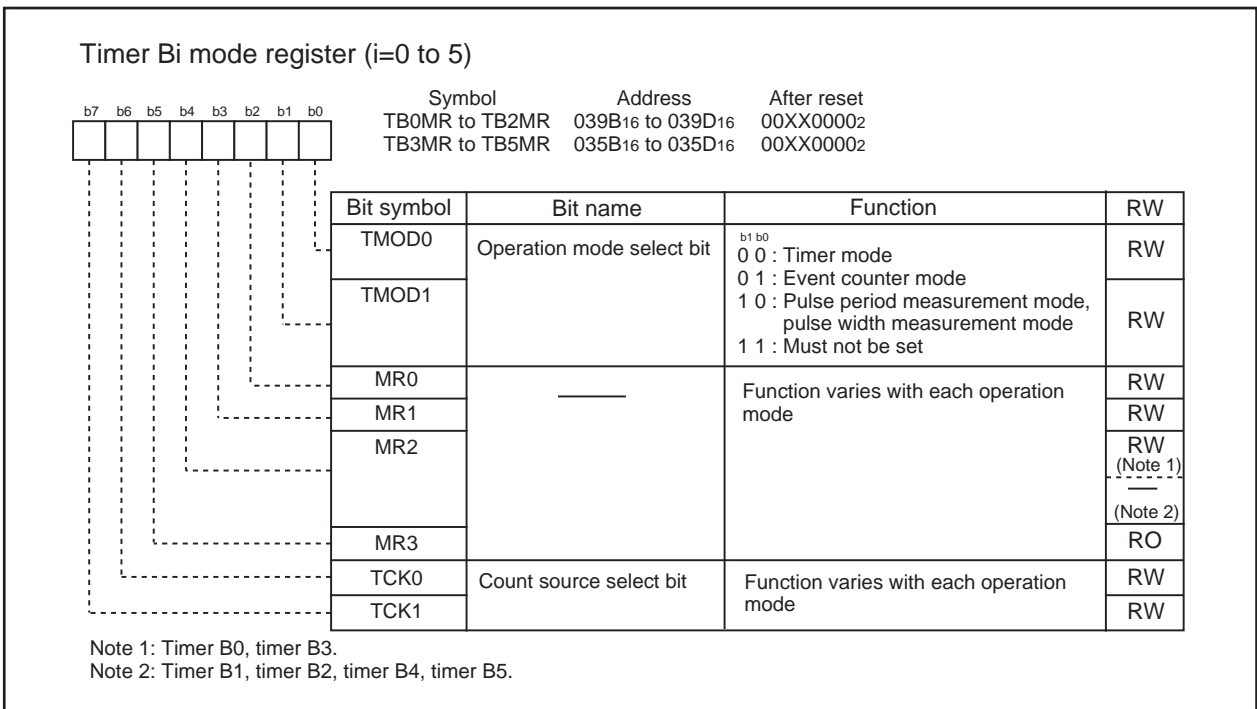 Timer Bi mode register (i=0 to 5)
b7 b6 b5 b4 b3 b2 b1 b0
Symbol Address After reset
TB0MR to TB2MR 039B16 to 039D16 00XX00002
TB3MR to TB5MR 035B16 to 035D16 00XX00002
Bit symbol Bit name Function RW
TMOD0 Operation mode select bit b1 b0 RW
0 0 : Timer mode
0 1 : Event counter mode
TMOD1 1 0 : Pulse period measurement mode, RW
pulse width measurement mode
1 1 : Must not be set
MR0 Function varies with each operation RW
MR1 mode RW
MR2 RW
(Note 1)
(Note 2)
MR3 RO
TCK0 Count source select bit Function varies with each operation RW
TCK1 mode RW
Note 1: Timer B0, timer B3.
Note 2: Timer B1, timer B2, timer B4, timer B5.